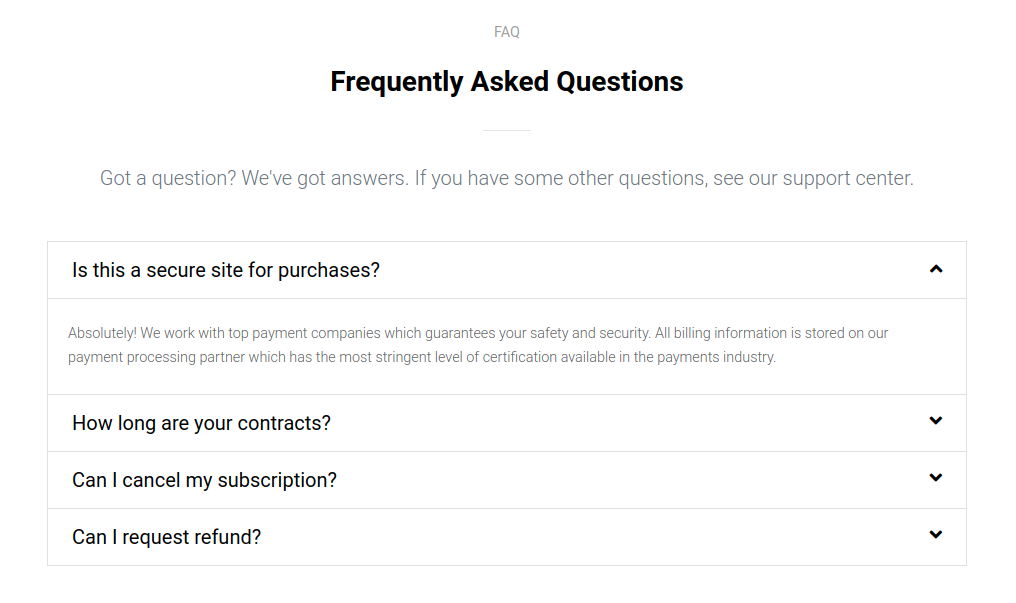 FAQ
Frequently Asked Questions
Got a question? We've got answers. If you have some other questions, see our support center.
Is this a secure site for purchases?
Absolutely! We work with top payment companies which guarantees your safety and security. All billing information is stored on our
payment processing partner which has the most stringent level of certification available in the payments industry.
How long are your contracts?
Can I cancel my subscription?
Can I request refund?